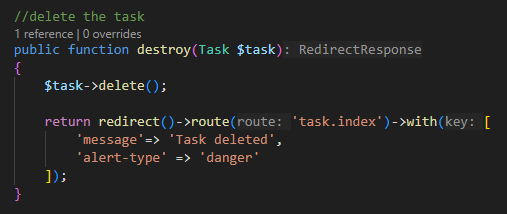 //delete the task
1 reference | 0 overrides
public function destroy(Task $task): RedirectResponse
{
    $task->delete();

    return redirect()->route(route: 'task.index')->with(key: [
        'message'=> 'Task deleted',
        'alert-type' => 'danger'
    ]);
}